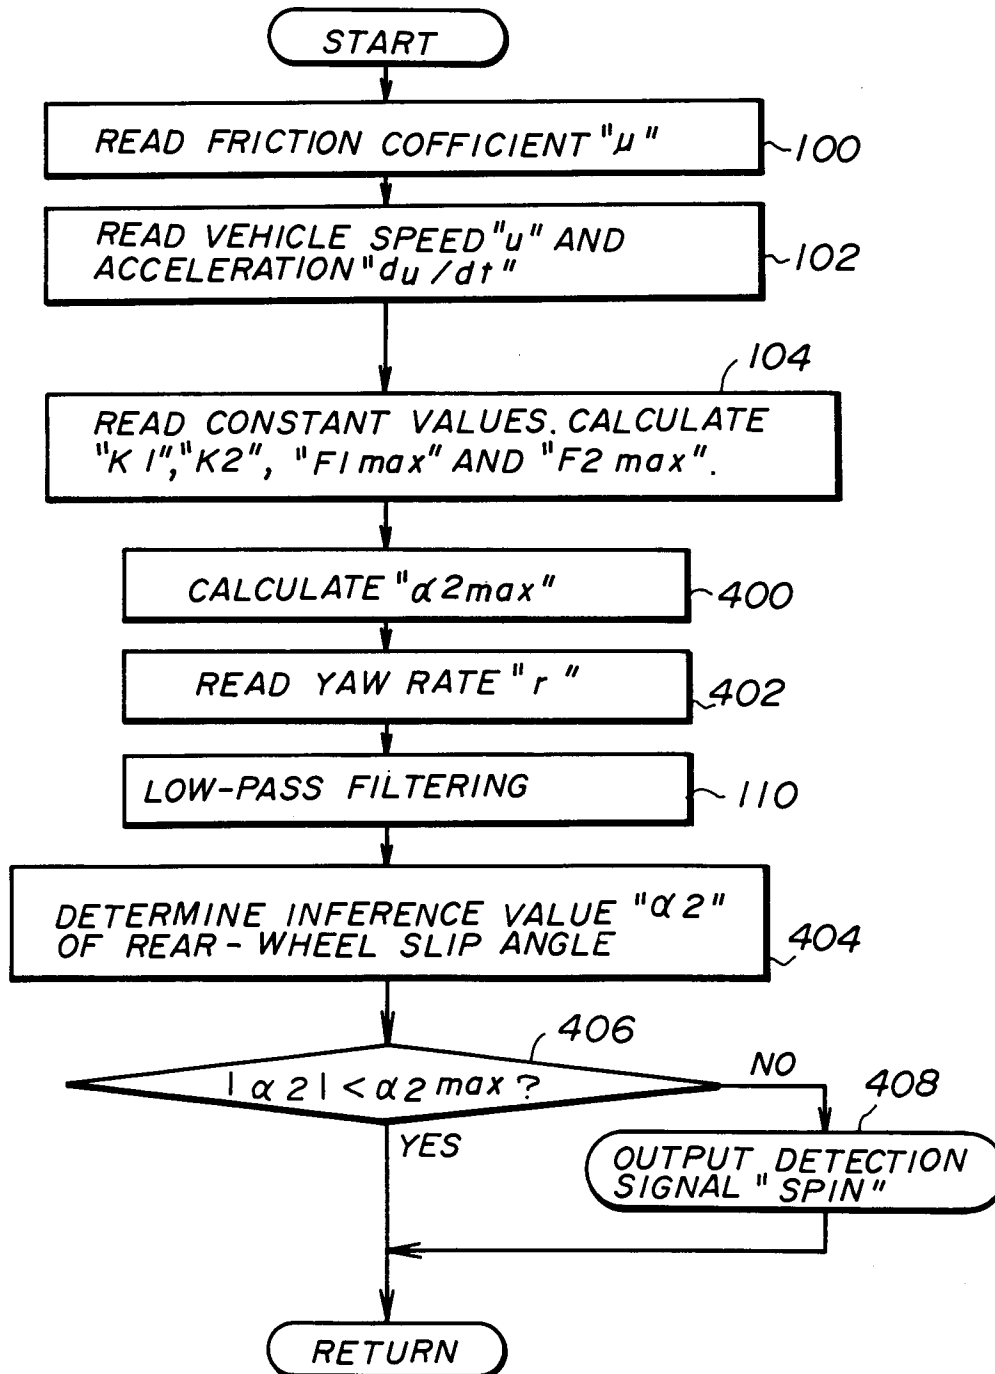 START
READ FRICTION COFFICIENT "μ"
100
READ VEHICLE SPEED "u" AND
ACCELERATION "du/dt"
102
104
READ CONSTANT VALUES. CALCULATE
"K1", "K2", "F1max" AND "F2max".
CALCULATE "α2max"
400
READ YAW RATE "r"
402
LOW-PASS FILTERING
110
DETERMINE INFERENCE VALUE "α2"
OF REAR-WHEEL SLIP ANGLE
404
406
|α2| < α2max?
NO
408
YES
OUTPUT DETECTION
SIGNAL "SPIN"
RETURN